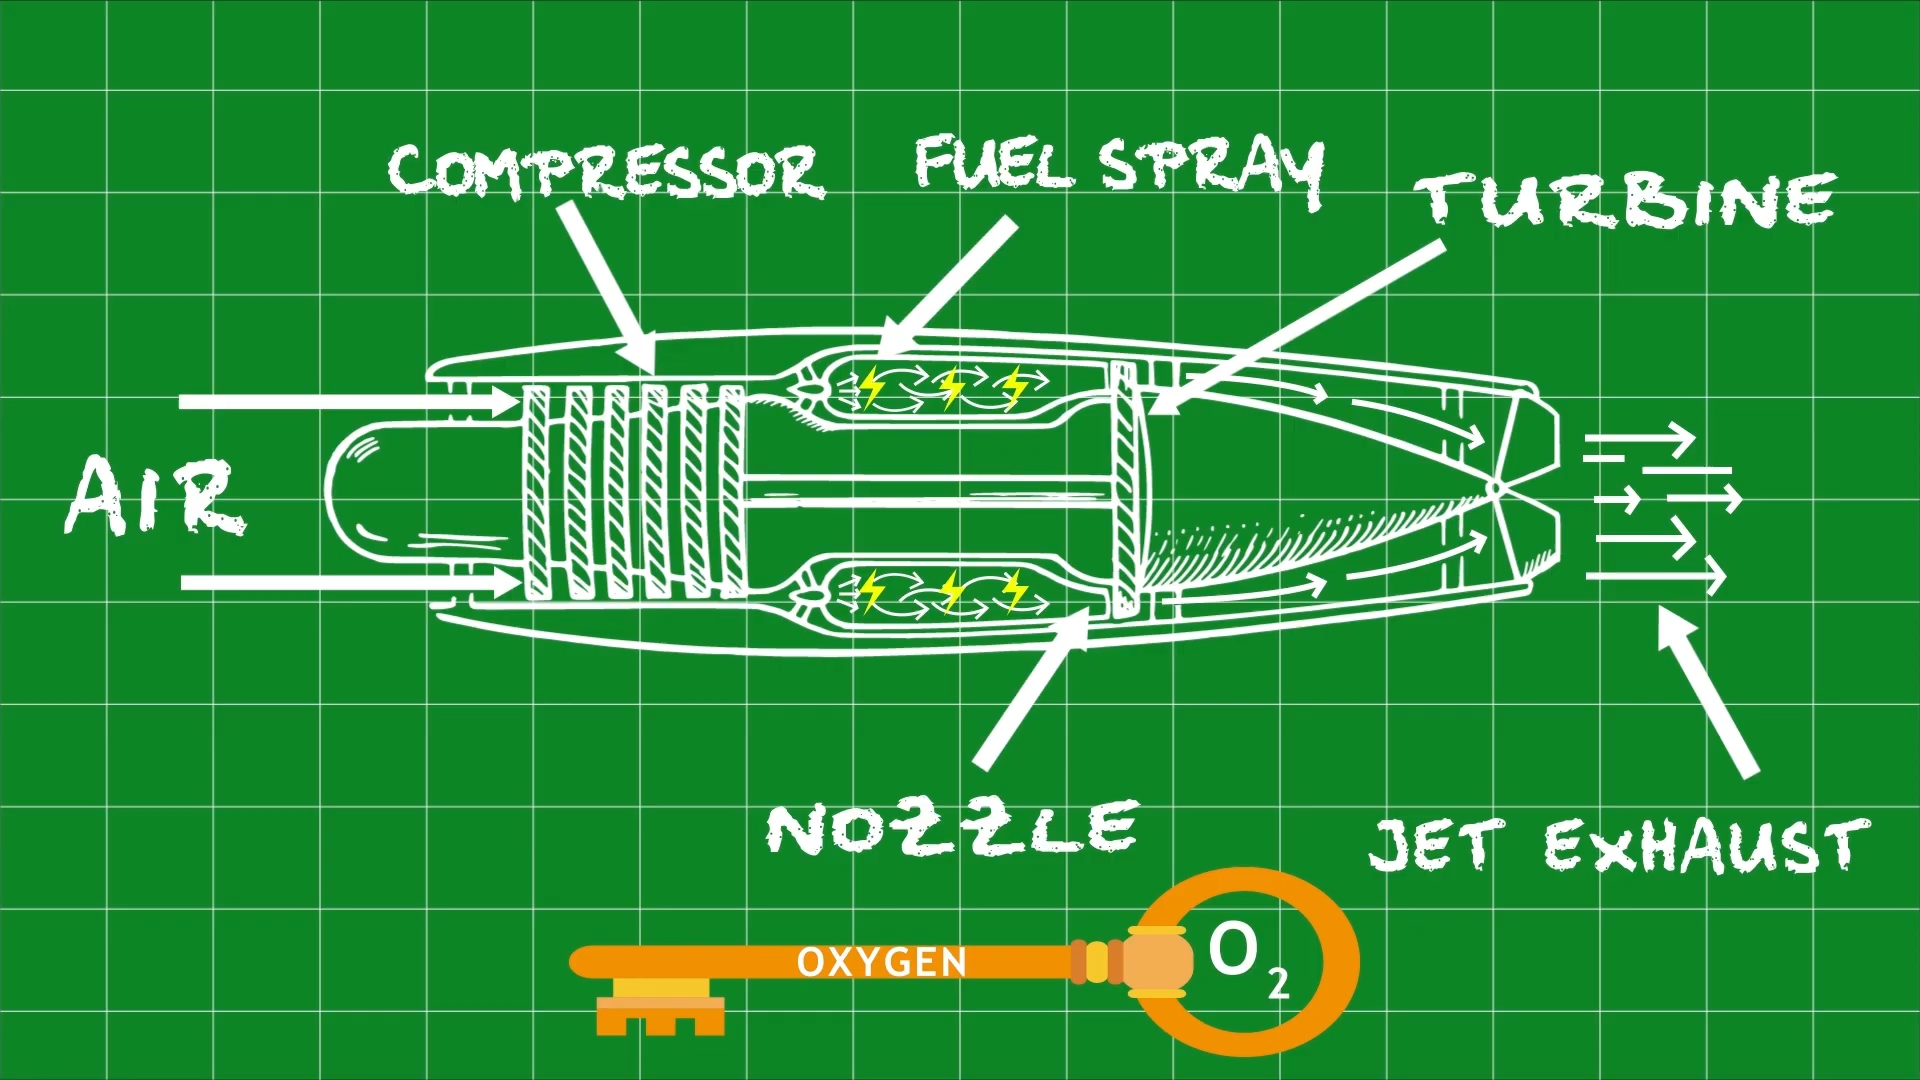 COMPRESSOR
FUEL SPRAY
TURBINE
AIR
NOZZLE
JET EXHAUST
OXYGEN
O2